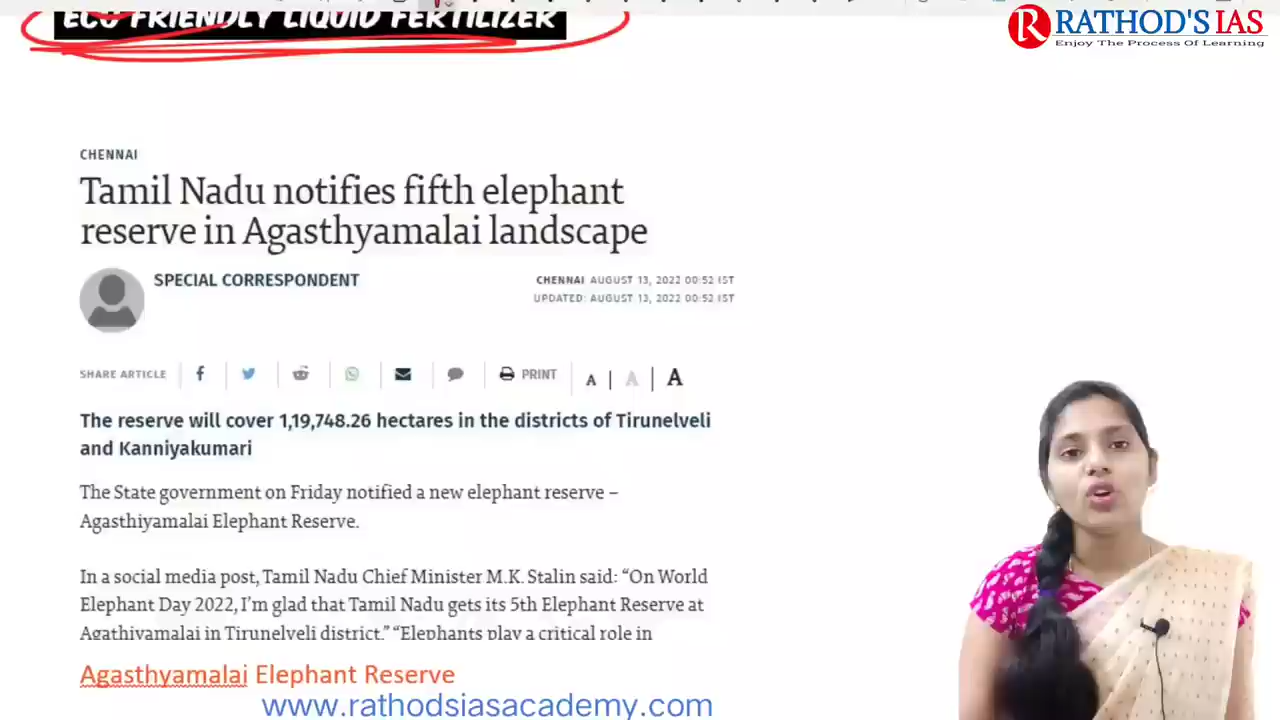 ECO FRIENDLY LIQUID FERTILIZER
RATHOD'S IAS
Enjoy The Process Of Learning
CHENNAI
Tamil Nadu notifies fifth elephant
reserve in Agasthyamalai landscape
SPECIAL CORRESPONDENT
CHENNAI AUGUST 13, 2022 00:52 IST
UPDATED: AUGUST 13, 2022 00:52 IST
SHARE ARTICLE
PRINT
A | A | A
The reserve will cover 1,19,748.26 hectares in the districts of Tirunelveli
and Kanniyakumari
The State government on Friday notified a new elephant reserve –
Agasthiyamalai Elephant Reserve.
In a social media post, Tamil Nadu Chief Minister M.K. Stalin said: “On World
Elephant Day 2022, I’m glad that Tamil Nadu gets its 5th Elephant Reserve at
Agathiyamalai in Tirunelveli district.” “Elephants play a critical role in
Agasthyamalai Elephant Reserve
www.rathodsiasacademy.com